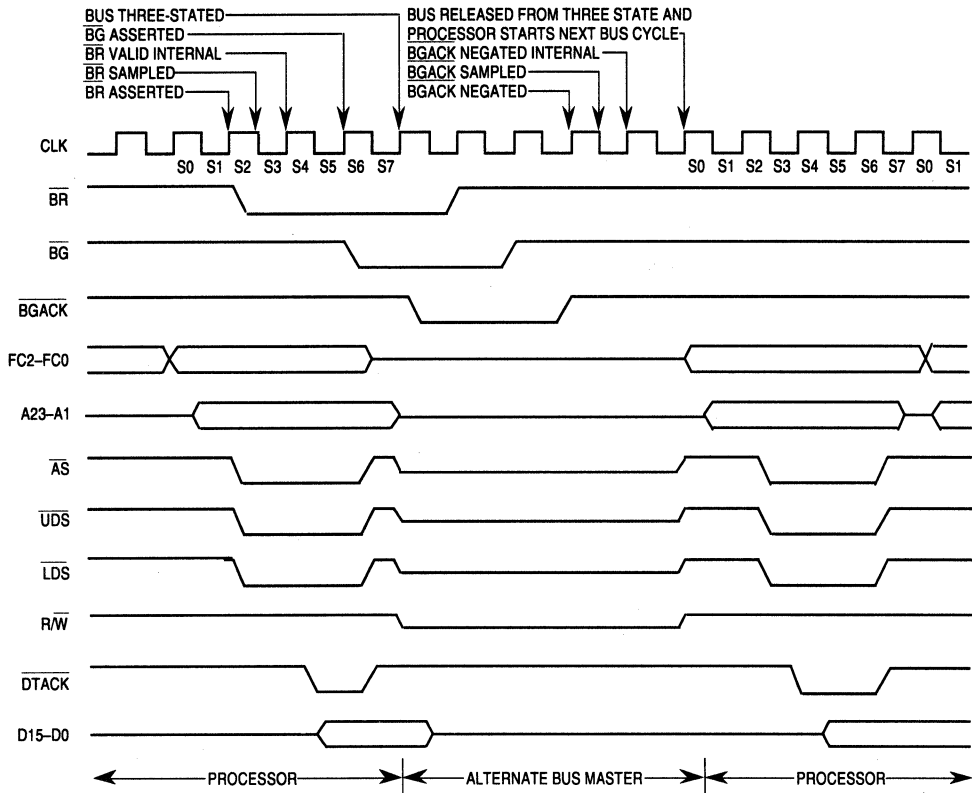 BUS THREE-STATED
BG ASSERTED
BR VALID INTERNAL
BR SAMPLED
BR ASSERTED
BUS RELEASED FROM THREE STATE AND
PROCESSOR STARTS NEXT BUS CYCLE
BGACK NEGATED INTERNAL
BGACK SAMPLED
BGACK NEGATED
CLK
S0 S1 S2 S3 S4 S5 S6 S7 S0 S1 S2 S3 S4 S5 S6 S7 S0 S1
BR
BG
BGACK
FC2–FC0
A23–A1
AS
UDS
LDS
R/W
DTACK
D15–D0
PROCESSOR ALTERNATE BUS MASTER PROCESSOR